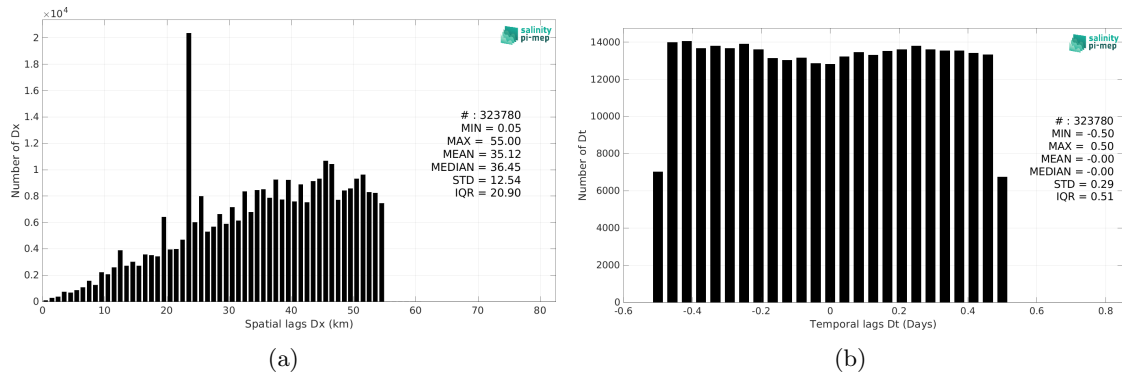 ×10⁴
2
1.8
1.6
1.4
1.2
1
0.8
0.6
0.4
0.2
0
Number of Dx
salinity
pi-mep
# : 323780
MIN = 0.05
MAX = 55.00
MEAN = 35.12
MEDIAN = 36.45
STD = 12.54
IQR = 20.90
0 10 20 30 40 50 60 70 80
Spatial lags Dx (km)
(a)
14000
12000
10000
8000
6000
4000
2000
0
Number of Dt
salinity
pi-mep
# : 323780
MIN = -0.50
MAX = 0.50
MEAN = -0.00
MEDIAN = -0.00
STD = 0.29
IQR = 0.51
-0.6 -0.4 -0.2 0 0.2 0.4 0.6 0.8
Temporal lags Dt (Days)
(b)